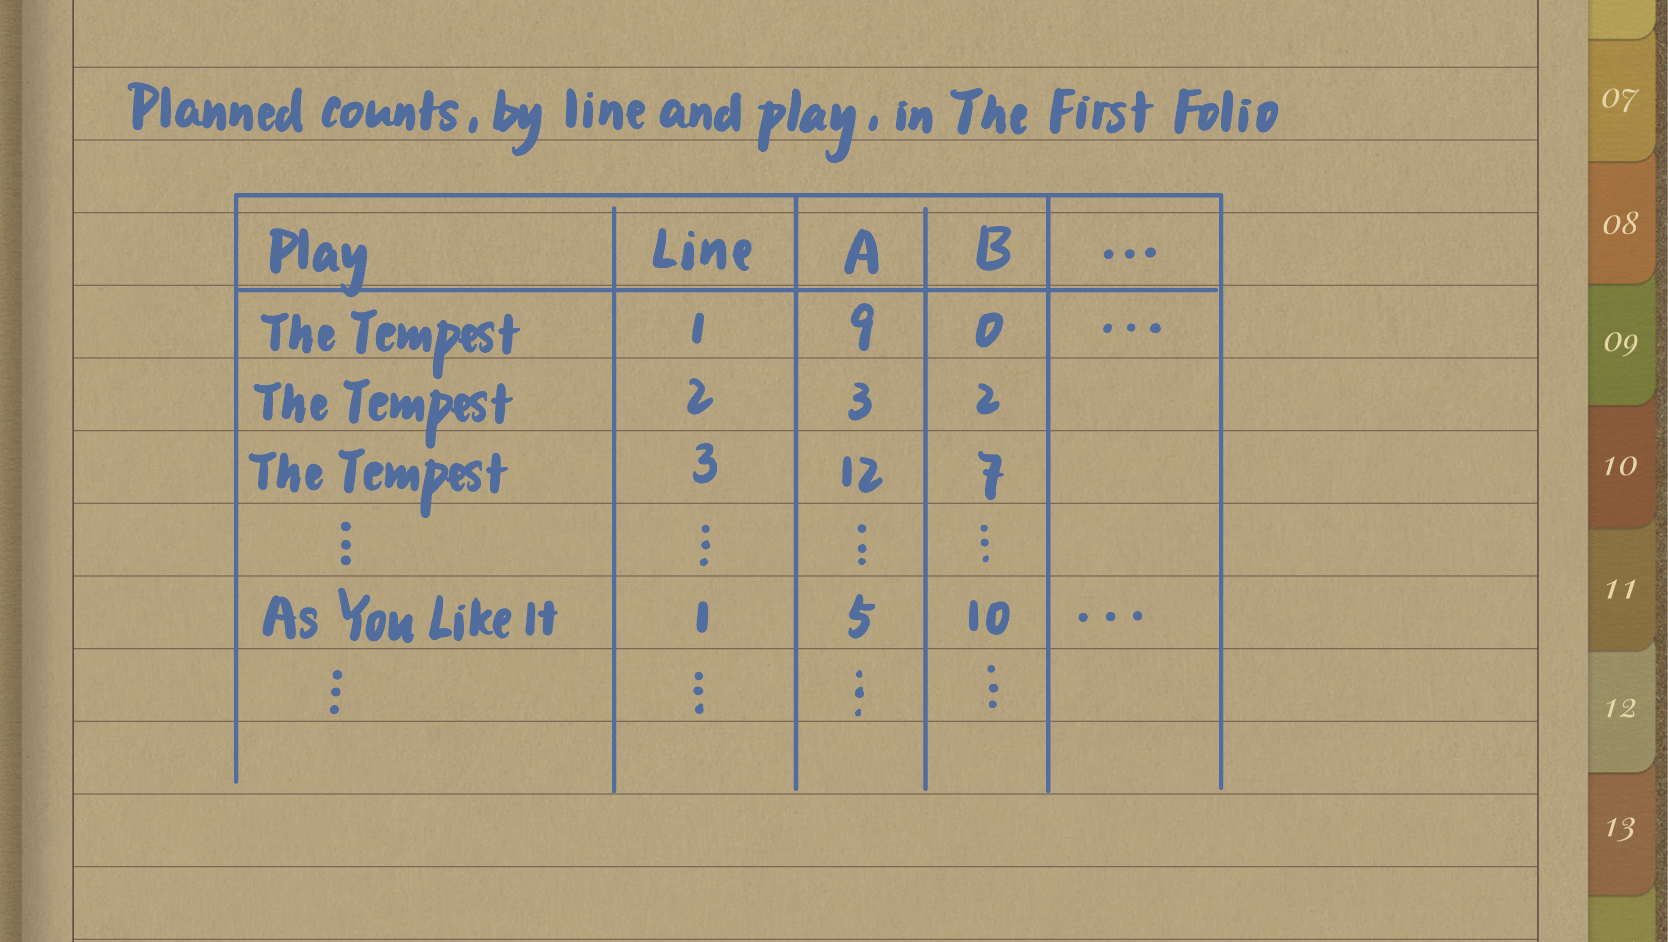 Planned counts, by line and play, in The First Folio
Play Line A B ...
The Tempest 1 9 0 ...
The Tempest 2 3 2
The Tempest 3 12 7
⋮ ⋮ ⋮ ⋮
As You Like It 1 5 10 ...
⋮ ⋮ ⋮ ⋮
07
08
09
10
11
12
13